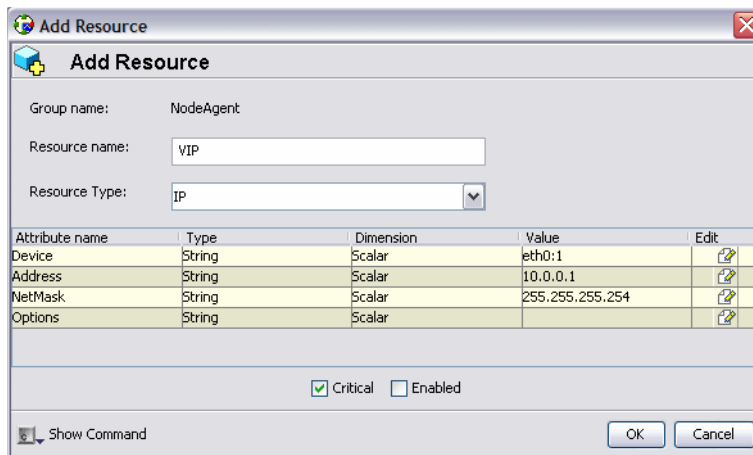 Add Resource
Add Resource
Group name: NodeAgent
Resource name: VIP
Resource Type: IP
Attribute name Type Dimension Value Edit
Device String Scalar eth0:1
Address String Scalar 10.0.0.1
NetMask String Scalar 255.255.255.254
Options String Scalar
Critical Enabled
Show Command OK Cancel